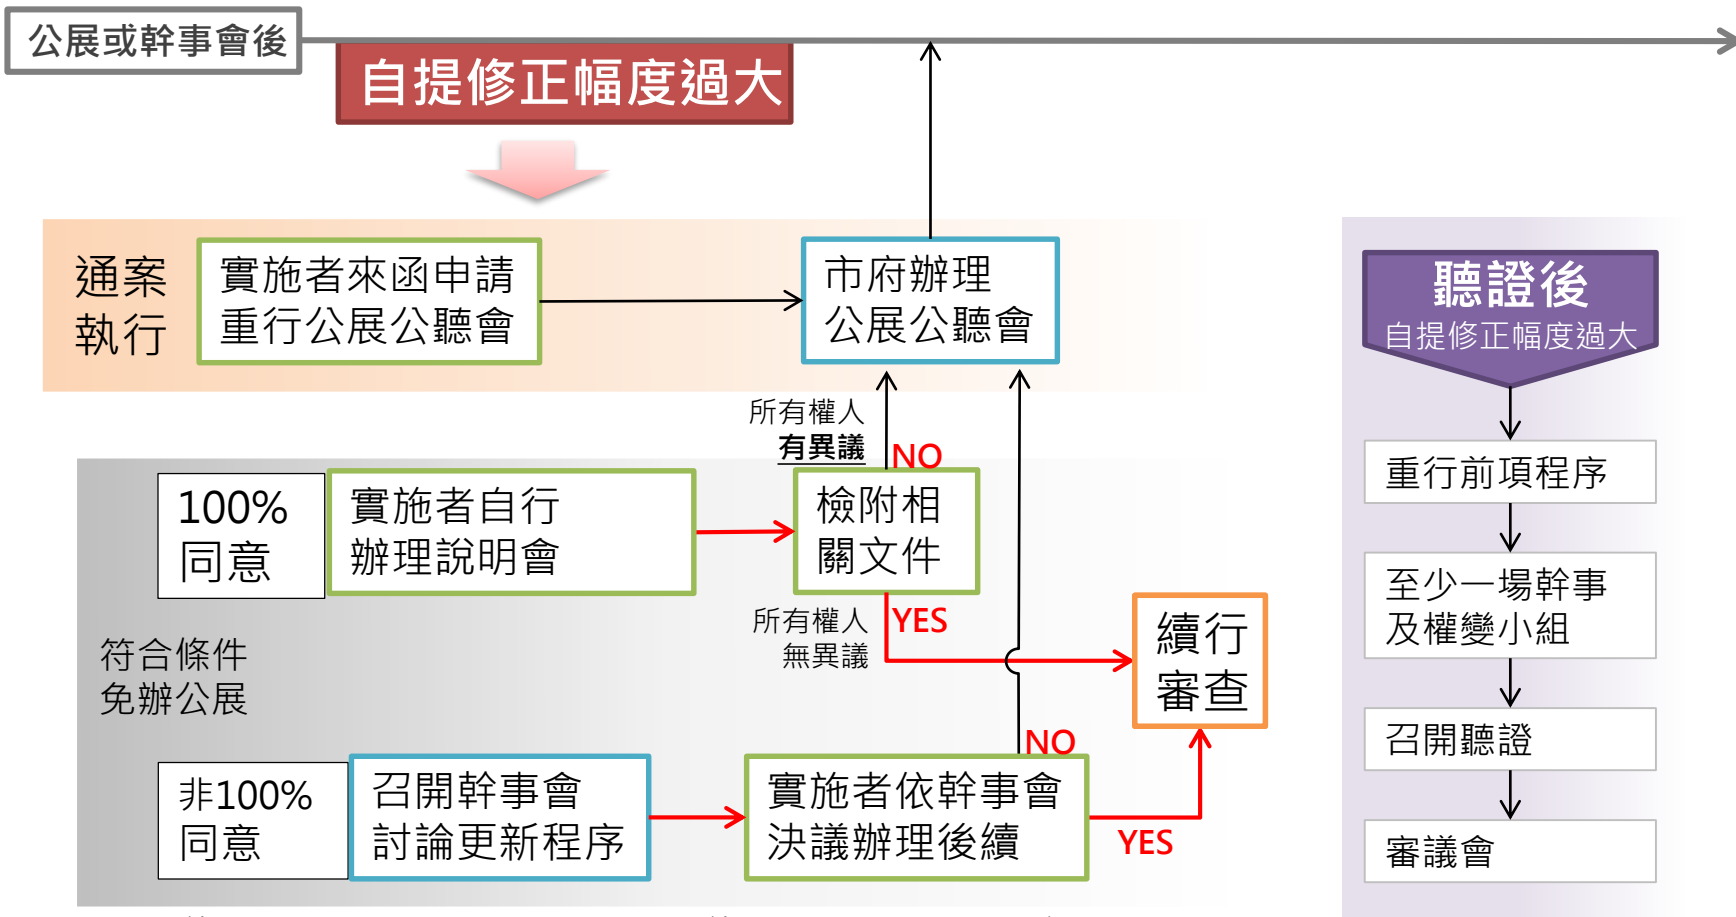 公展或幹事會後
自提修正幅度過大
通案
執行
實施者來函申請
重行公展公聽會
市府辦理
公展公聽會
所有權人
有異議
NO
100%
同意
實施者自行
辦理說明會
檢附相
關文件
所有權人
無異議
YES
符合條件
免辦公展
續行
審查
非100%
同意
召開幹事會
討論更新程序
實施者依幹事會
決議辦理後續
NO
YES
聽證後
自提修正幅度過大
重行前項程序
至少一場幹事
及權變小組
召開聽證
審議會